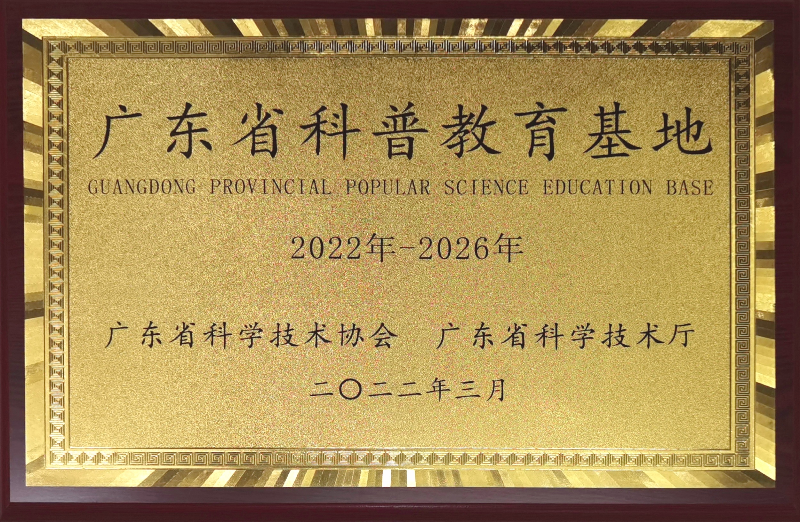 广东省科普教育基地
GUANGDONG PROVINCIAL POPULAR SCIENCE EDUCATION BASE
2022年-2026年
广东省科学技术协会 广东省科学技术厅
二〇二二年三月